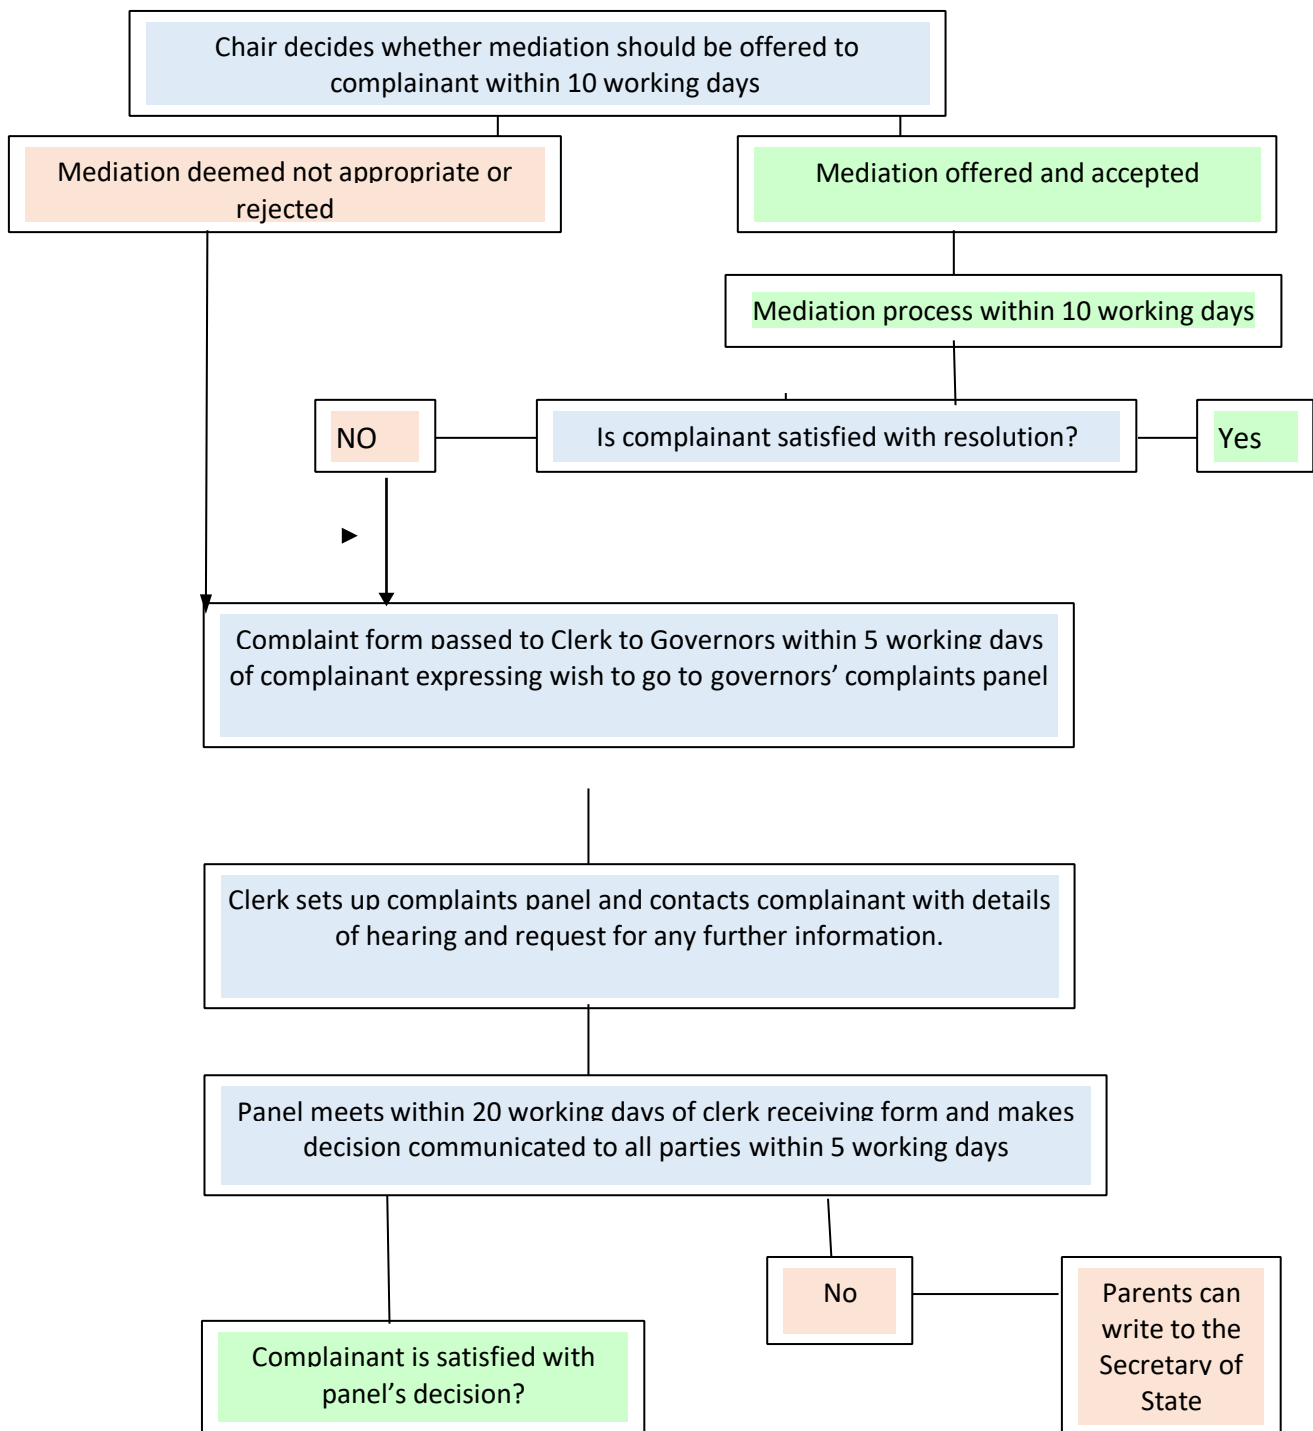 Chair decides whether mediation should be offered to
complainant within 10 working days
Mediation deemed not appropriate or
rejected
Mediation offered and accepted
Mediation process within 10 working days
NO
Is complainant satisfied with resolution?
Yes
Complaint form passed to Clerk to Governors within 5 working days
of complainant expressing wish to go to governors’ complaints panel
Clerk sets up complaints panel and contacts complainant with details
of hearing and request for any further information.
Panel meets within 20 working days of clerk receiving form and makes
decision communicated to all parties within 5 working days
No
Parents can
write to the
Secretary of
State
Complainant is satisfied with
panel’s decision?